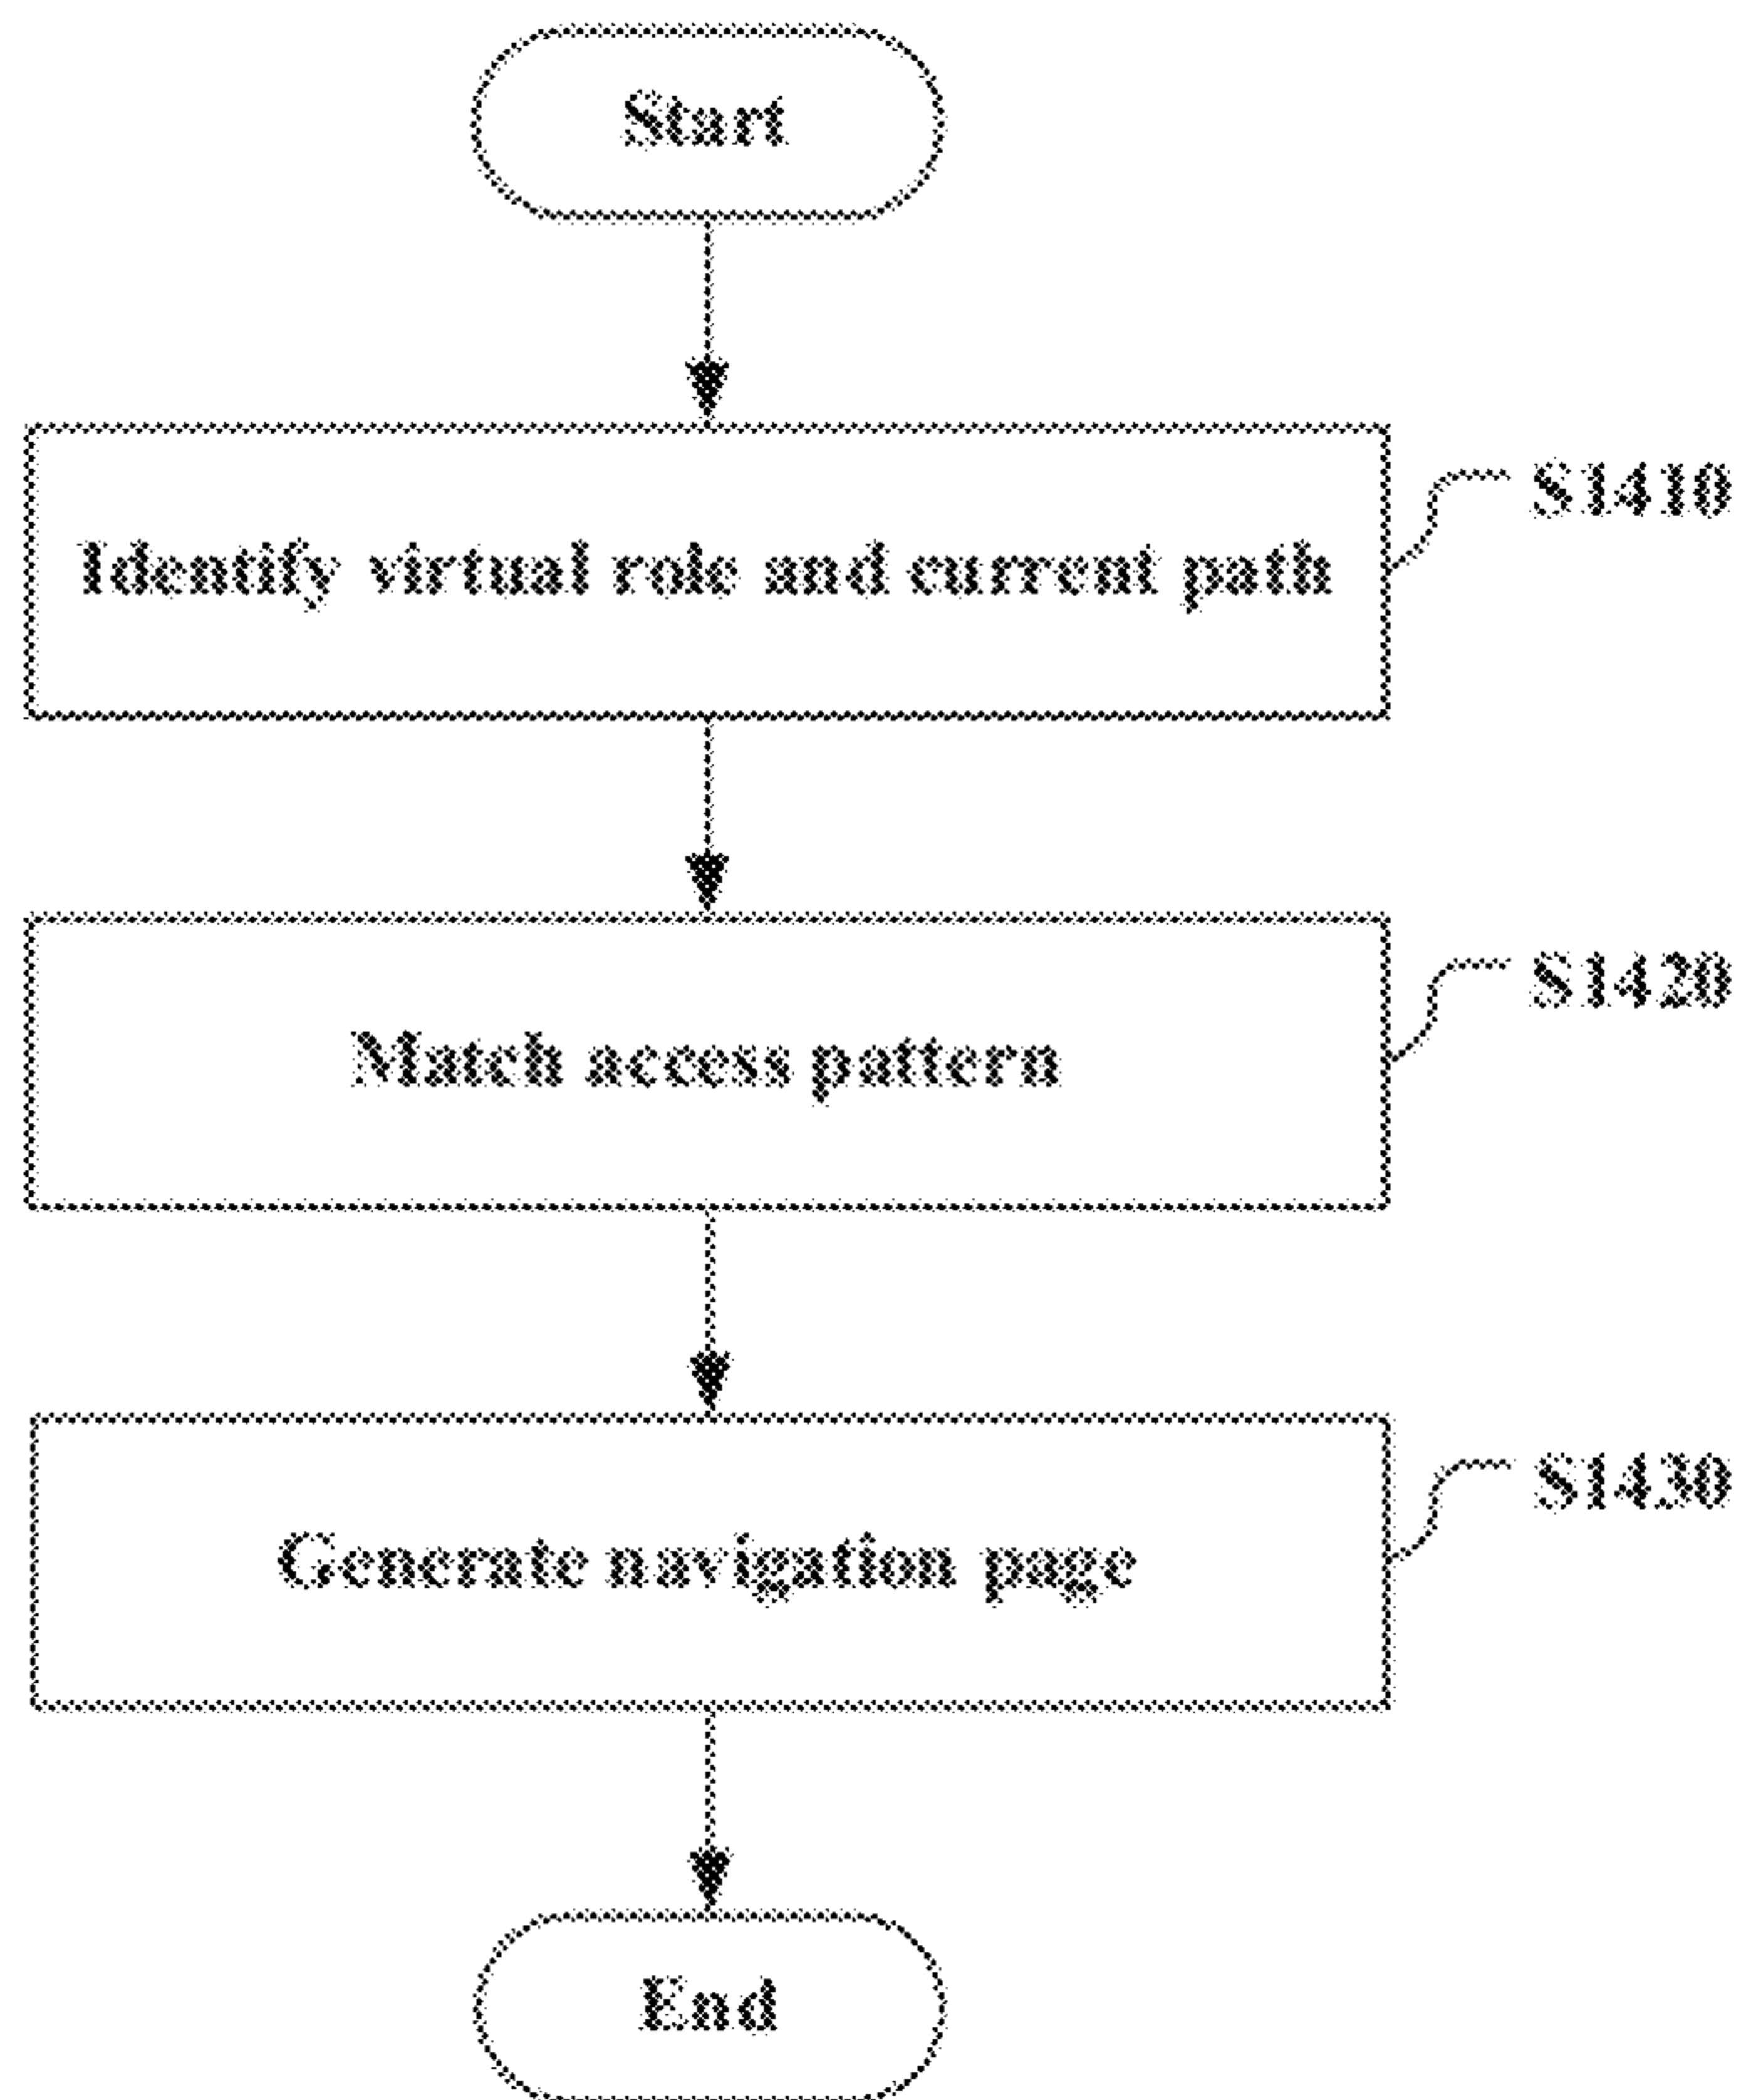 Start
Identify virtual role and current path
S1410
Match access pattern
S1420
Generate navigation page
S1430
End